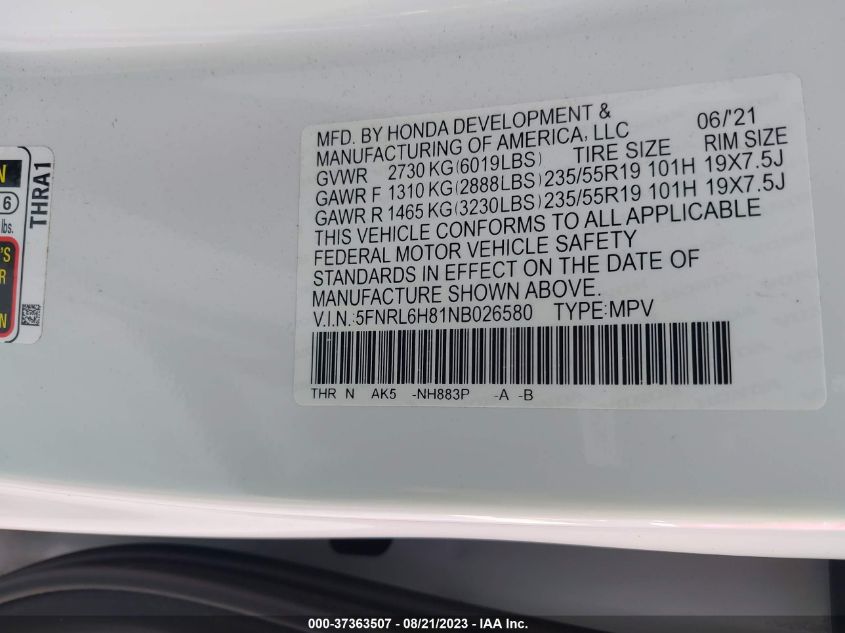 N
6
lbs.
'S
R
N
THRA1
MFD. BY HONDA DEVELOPMENT &
MANUFACTURING OF AMERICA, LLC 06/'21
GVWR 2730 KG(6019LBS) TIRE SIZE RIM SIZE
GAWR F 1310 KG(2888LBS) 235/55R19 101H 19X7.5J
GAWR R 1465 KG(3230LBS) 235/55R19 101H 19X7.5J
THIS VEHICLE CONFORMS TO ALL APPLICABLE
FEDERAL MOTOR VEHICLE SAFETY
STANDARDS IN EFFECT ON THE DATE OF
MANUFACTURE SHOWN ABOVE.
V.I.N.:5FNRL6H81NB026580 TYPE:MPV
THR N AK5 -NH883P -A -B
000-37363507 - 08/21/2023 - IAA Inc.